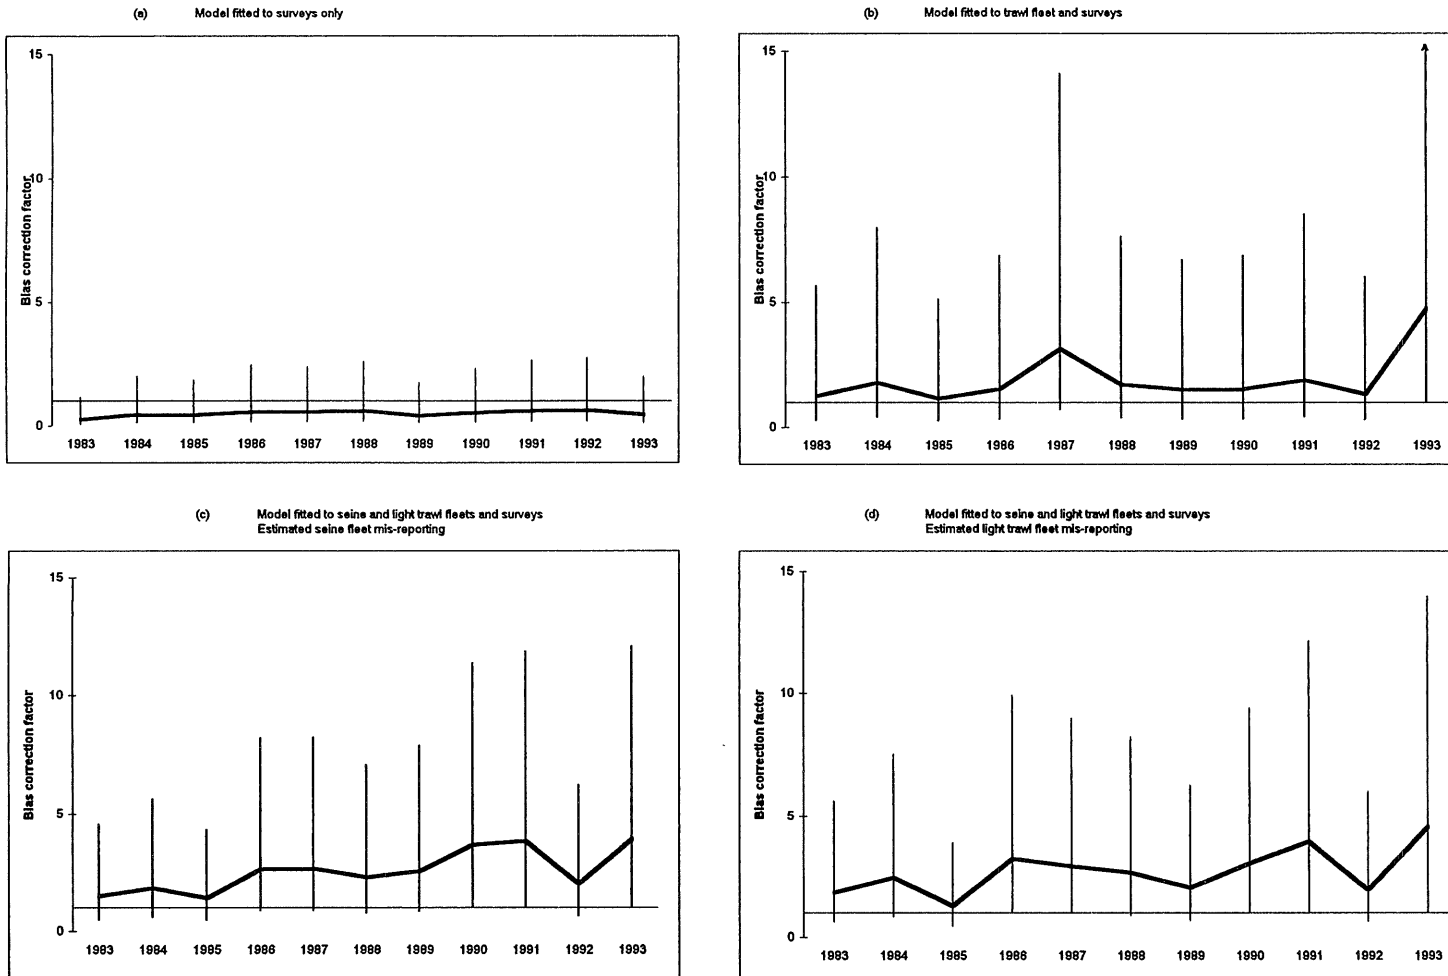 (a) Model fitted to surveys only
15
10
5
0
Bias correction factor
1983 1984 1985 1986 1987 1988 1989 1990 1991 1992 1993
(b) Model fitted to trawl fleet and surveys
15
10
5
0
Bias correction factor
1983 1984 1985 1986 1987 1988 1989 1990 1991 1992 1993
(c) Model fitted to seine and light trawl fleets and surveys
Estimated seine fleet mis-reporting
15
10
5
0
Bias correction factor
1983 1984 1985 1986 1987 1988 1989 1990 1991 1992 1993
(d) Model fitted to seine and light trawl fleets and surveys
Estimated light trawl fleet mis-reporting
15
10
5
0
Bias correction factor
1983 1984 1985 1986 1987 1988 1989 1990 1991 1992 1993